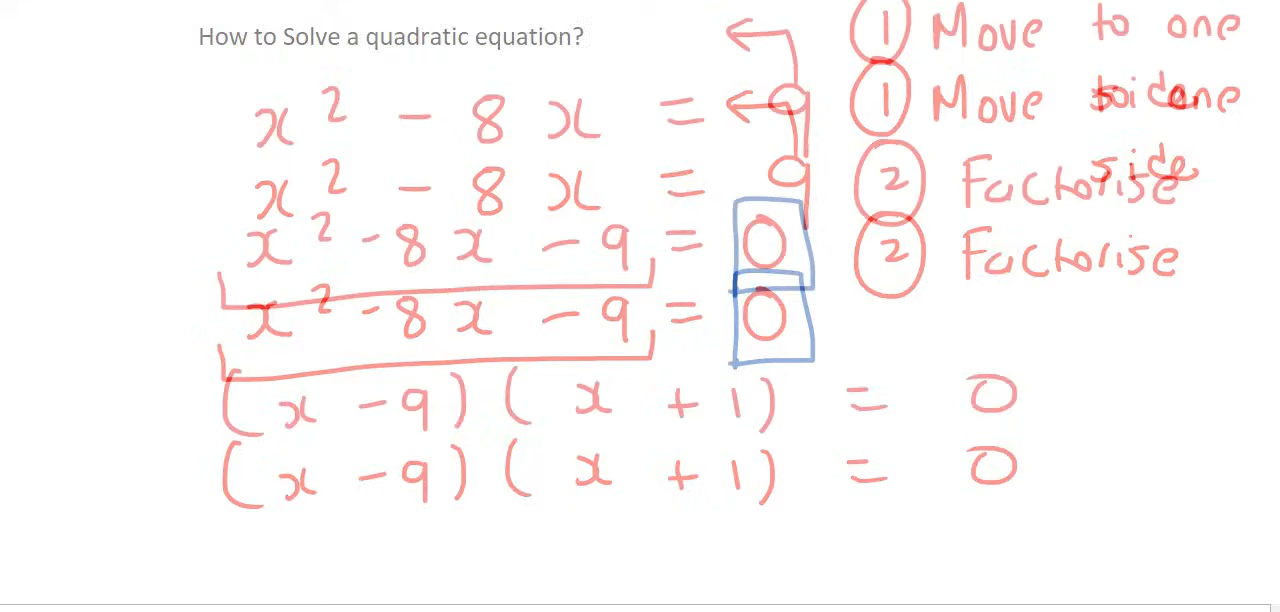 How to Solve a quadratic equation?
① Move to one
x² - 8x = 9
① Move to one side
x² - 8x = 9
side
② Factorise
x² - 8x - 9 = 0
② Factorise
x² - 8x - 9 = 0
(x - 9)(x + 1) = 0
(x - 9)(x + 1) = 0